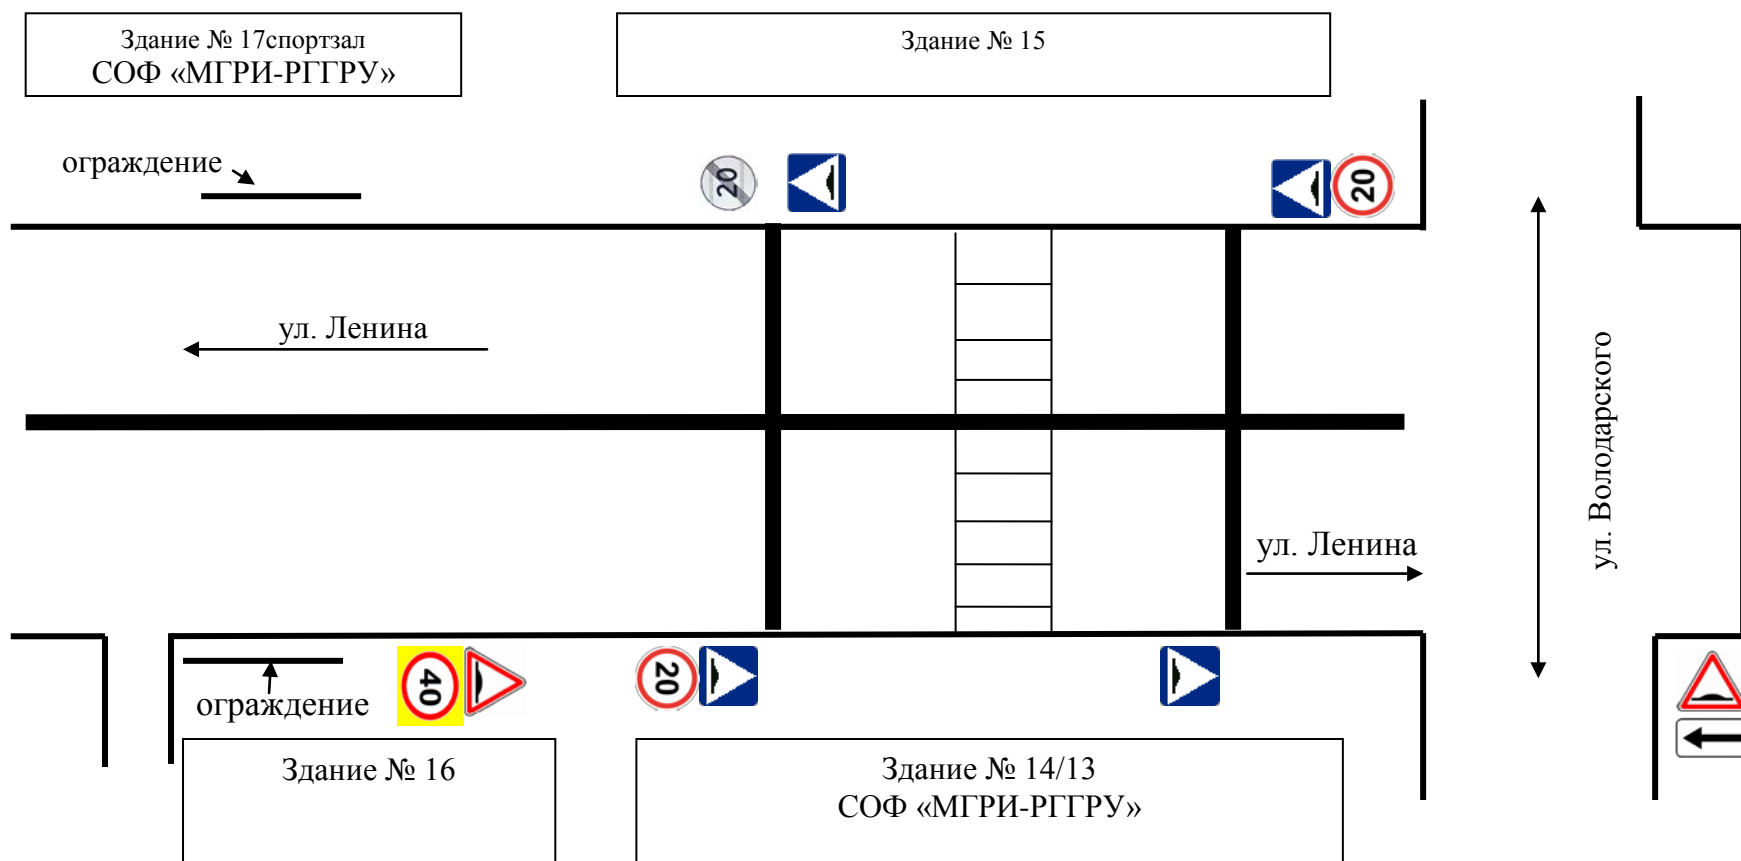 Здание № 17спортзал
СОФ «МГРИ-РГГРУ»
Здание № 15
ограждение
20
20
ул. Ленина
ул. Володарского
ул. Ленина
40
20
ограждение
Здание № 16
Здание № 14/13
СОФ «МГРИ-РГГРУ»